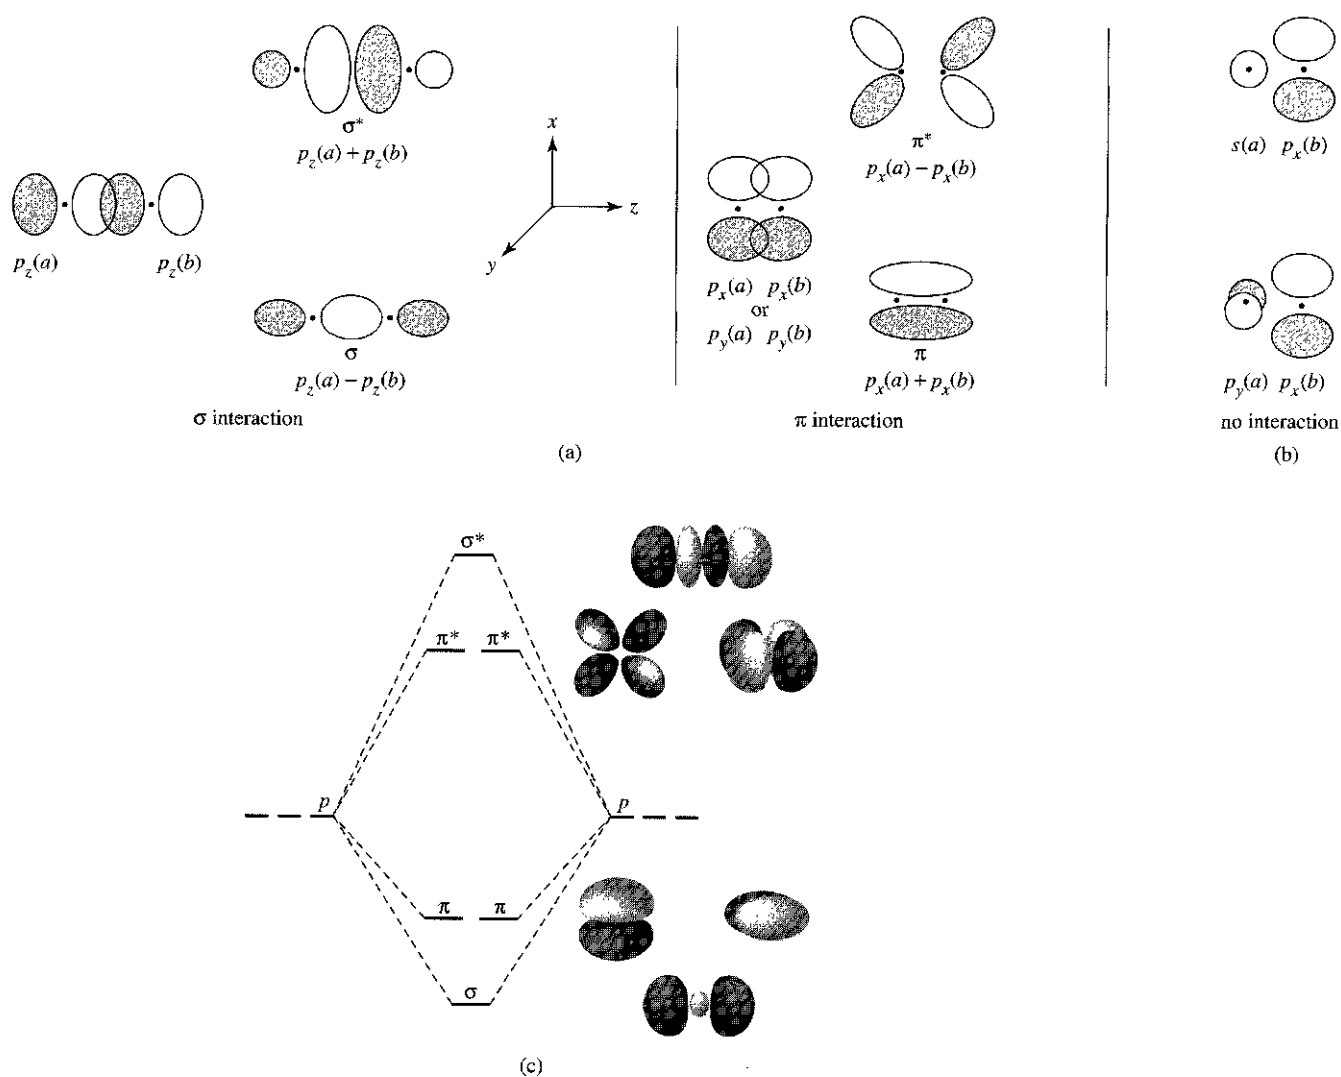 σ*
p_z(a) + p_z(b)
p_z(a) p_z(b)
σ
p_z(a) − p_z(b)
σ interaction
x
z
y
π*
p_x(a) − p_x(b)
p_x(a) p_x(b)
or
p_y(a) p_y(b)
π
p_x(a) + p_x(b)
π interaction
(a)
s(a) p_x(b)
p_y(a) p_x(b)
no interaction
(b)
σ*
π* π*
p p
π π
σ
(c)